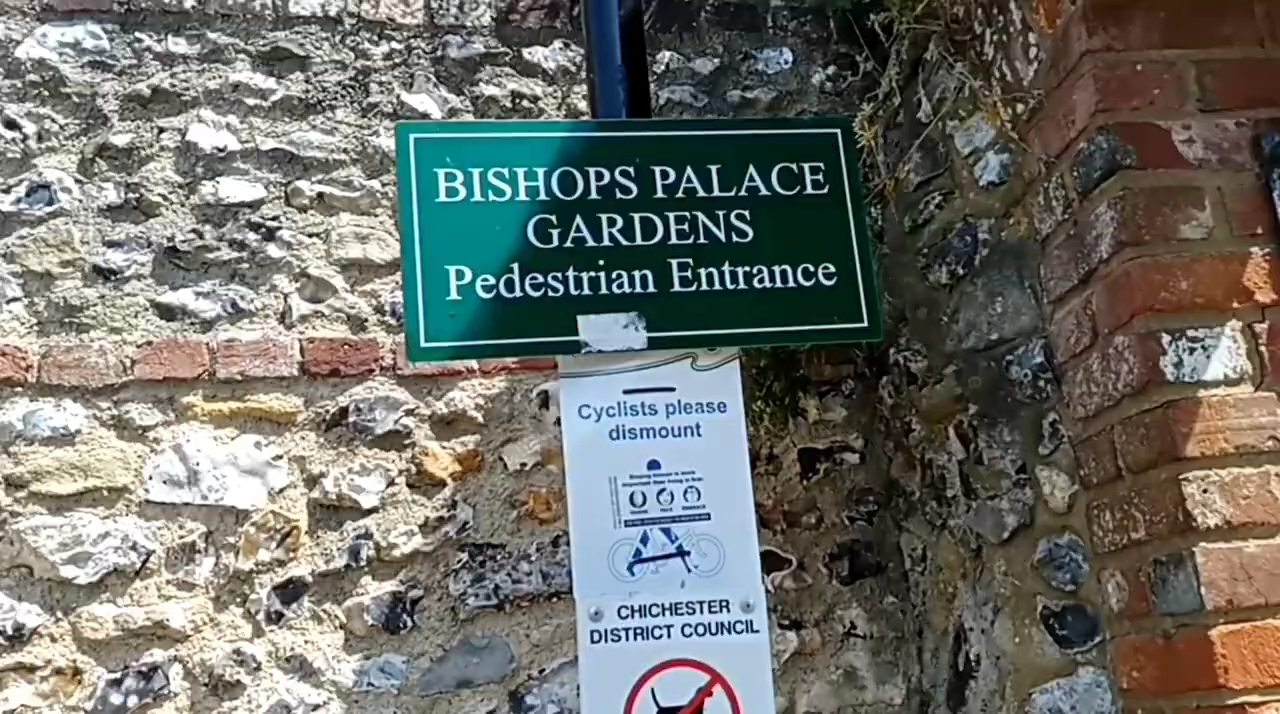 BISHOPS PALACE
GARDENS
Pedestrian Entrance
Cyclists please
dismount
CHICHESTER
DISTRICT COUNCIL